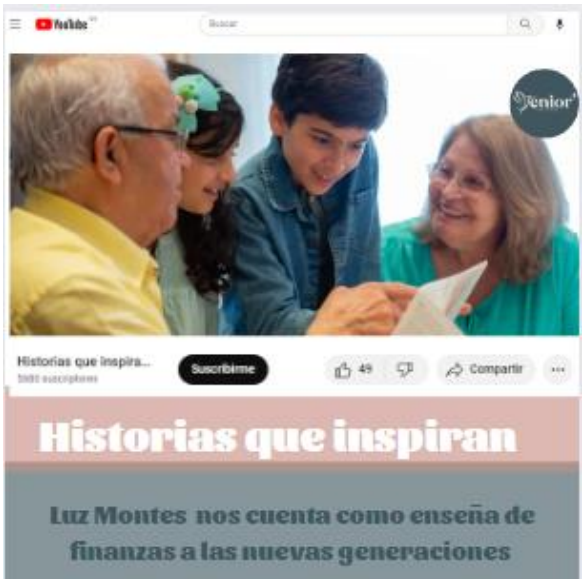 YouTube
Buscar
Senior
Historias que inspira...
suscriptores
Suscribirme
49
Compartir
Historias que inspiran
Luz Montes nos cuenta como enseña de
finanzas a las nuevas generaciones